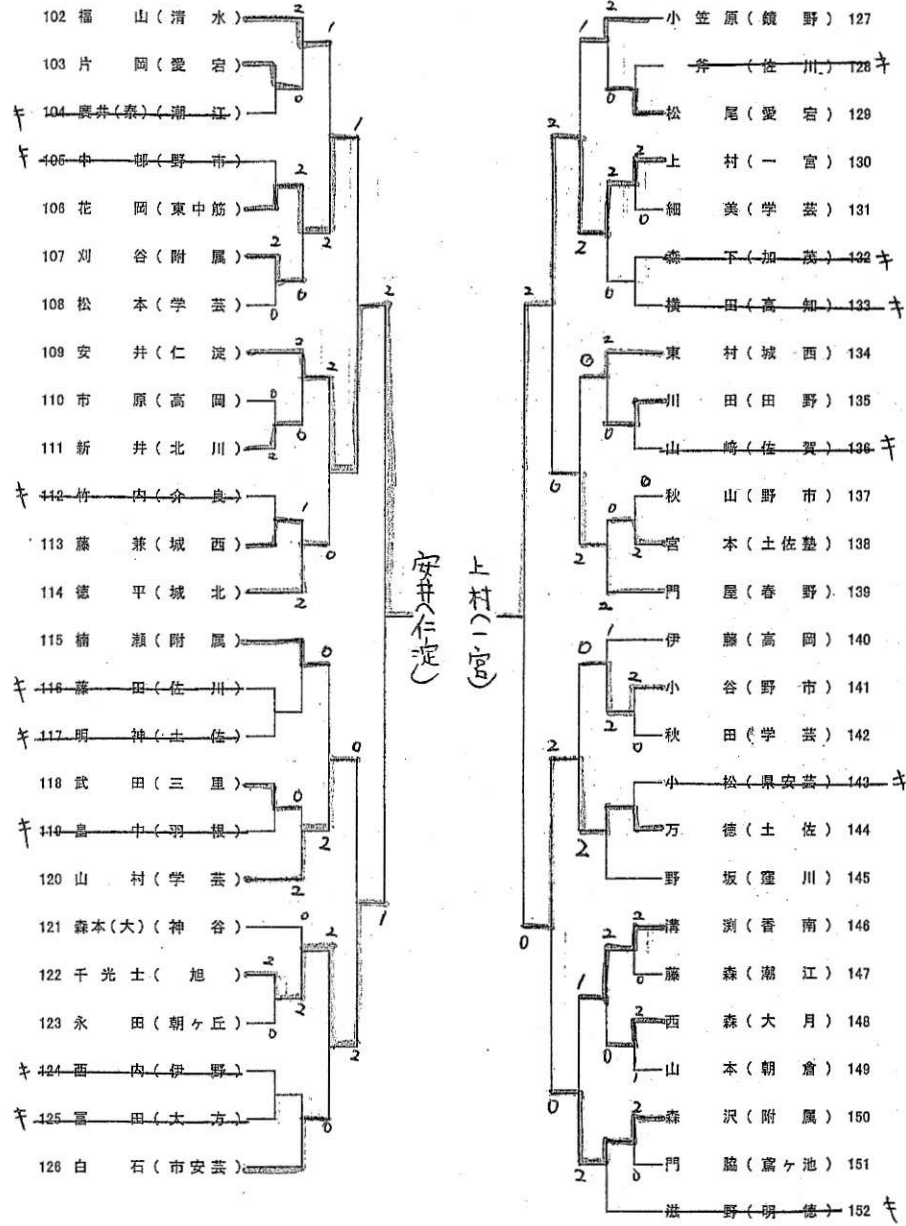 102 福 山 (清 水)
103 片 岡 (愛 宕)
キ 104 廣井(泰) (潮 江)
キ 105 中 邨 (野 市)
106 花 岡 (東中筋)
107 刈 谷 (附 属)
108 松 本 (学 芸)
109 安 井 (仁 淀)
110 市 原 (高 岡)
111 新 井 (北 川)
キ 112 竹 内 (介 良)
113 藤 兼 (城 西)
114 徳 平 (城 北)
115 楠 瀬 (附 属)
キ 116 藤 田 (佐 川)
キ 117 明 神 (土 佐)
118 武 田 (三 里)
キ 119 畠 中 (羽 根)
120 山 村 (学 芸)
121 森本(大) (神 谷)
122 千光士 (旭)
123 永 田 (朝ヶ丘)
キ 124 西 内 (伊 野)
キ 125 冨 田 (大 方)
126 白 石 (市安芸)
安井(仁淀)
上村(一宮)
小笠原 (鏡 野) 127
斧 (佐 川) 128 キ
松 尾 (愛 宕) 129
上 村 (一 宮) 130
細 美 (学 芸) 131
森 下 (加 茂) 132 キ
横 田 (高 知) 133 キ
東 村 (城 西) 134
川 田 (田 野) 135
山 﨑 (佐 賀) 136 キ
秋 山 (野 市) 137
宮 本 (土佐塾) 138
門 屋 (春 野) 139
伊 藤 (高 岡) 140
小 谷 (野 市) 141
秋 田 (学 芸) 142
小 松 (県安芸) 143 キ
万 徳 (土 佐) 144
野 坂 (窪 川) 145
溝 渕 (香 南) 146
藤 森 (潮 江) 147
西 森 (大 月) 148
山 本 (朝 倉) 149
森 沢 (附 属) 150
門 脇 (鳶ヶ池) 151
滋 野 (明 徳) 152 キ